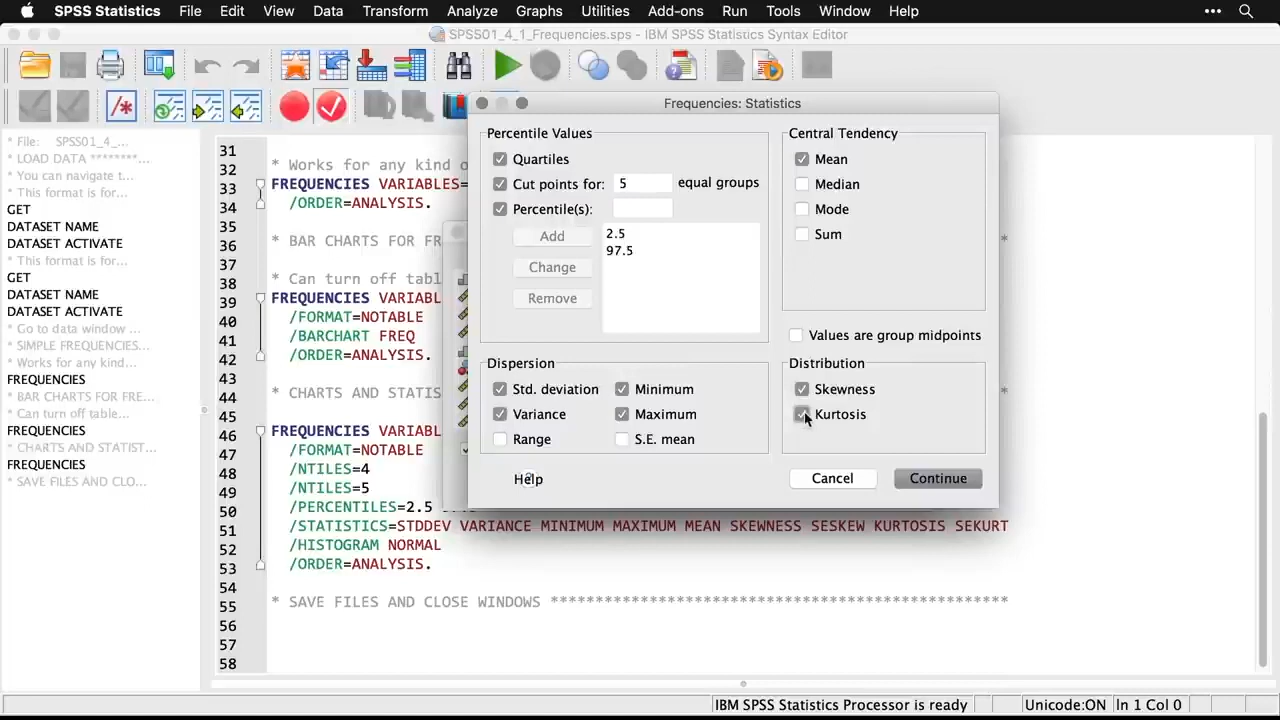 SPSS Statistics File Edit View Data Transform Analyze Graphs Utilities Add-ons Run Tools Window Help
SPSS01_4_1_Frequencies.sps - IBM SPSS Statistics Syntax Editor
Frequencies: Statistics
Percentile Values
Quartiles
Cut points for: 5 equal groups
Percentile(s):
Add
Change
Remove
2.5
97.5
Central Tendency
Mean
Median
Mode
Sum
Values are group midpoints
Dispersion
Std. deviation
Minimum
Variance
Maximum
Range
S.E. mean
Distribution
Skewness
Kurtosis
Help
Cancel
Continue
* File: SPSS01_4_...
* LOAD DATA ********...
* You can navigate t...
* This format is for...
GET
DATASET NAME
DATASET ACTIVATE
* This format is for...
GET
DATASET NAME
DATASET ACTIVATE
* Go to data window ...
* SIMPLE FREQUENCIES...
* Works for any kind...
FREQUENCIES
* BAR CHARTS FOR FRE...
* Can turn off table...
FREQUENCIES
* CHARTS AND STATIST...
FREQUENCIES
* SAVE FILES AND CLO...
31
32 * Works for any kind o
33 FREQUENCIES VARIABLES=
34 /ORDER=ANALYSIS.
35
36 * BAR CHARTS FOR FR *
37
38 * Can turn off tabl
39 FREQUENCIES VARIABL
40 /FORMAT=NOTABLE
41 /BARCHART FREQ
42 /ORDER=ANALYSIS.
43
44 * CHARTS AND STATIS *
45
46 FREQUENCIES VARIABL
47 /FORMAT=NOTABLE
48 /NTILES=4
49 /NTILES=5
50 /PERCENTILES=2.5
51 /STATISTICS=STDDEV VARIANCE MINIMUM MAXIMUM MEAN SKEWNESS SESKEW KURTOSIS SEKURT
52 /HISTOGRAM NORMAL
53 /ORDER=ANALYSIS.
54
55 * SAVE FILES AND CLOSE WINDOWS ***************************************************
56
57
58
IBM SPSS Statistics Processor is ready Unicode:ON In 1 Col 0